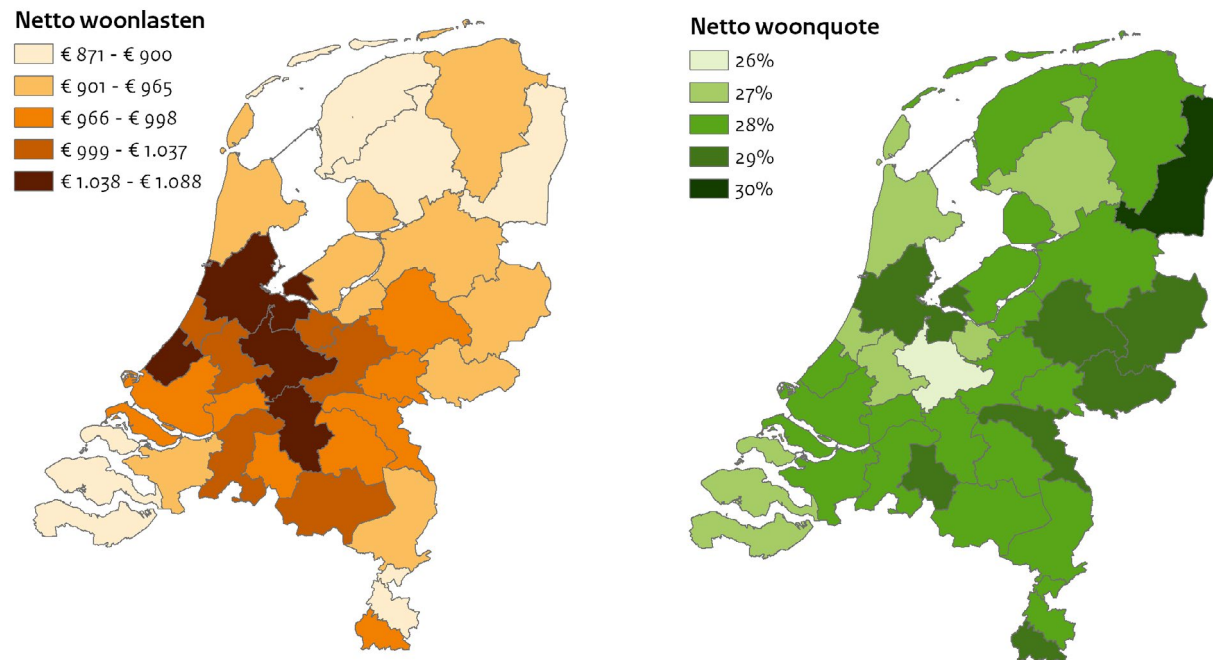 Netto woonlasten
€ 871 - € 900
€ 901 - € 965
€ 966 - € 998
€ 999 - € 1.037
€ 1.038 - € 1.088
Netto woonquote
26%
27%
28%
29%
30%